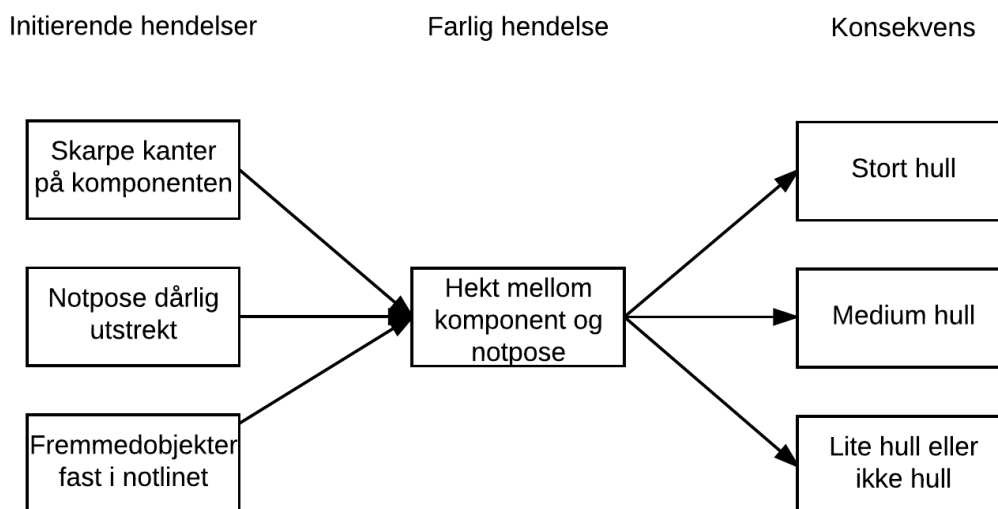 Initierende hendelser
Farlig hendelse
Konsekvens
Skarpe kanter
på komponenten
Notpose dårlig
utstrekt
Fremmedobjekter
fast i notlinet
Hekt mellom
komponent og
notpose
Stort hull
Medium hull
Lite hull eller
ikke hull